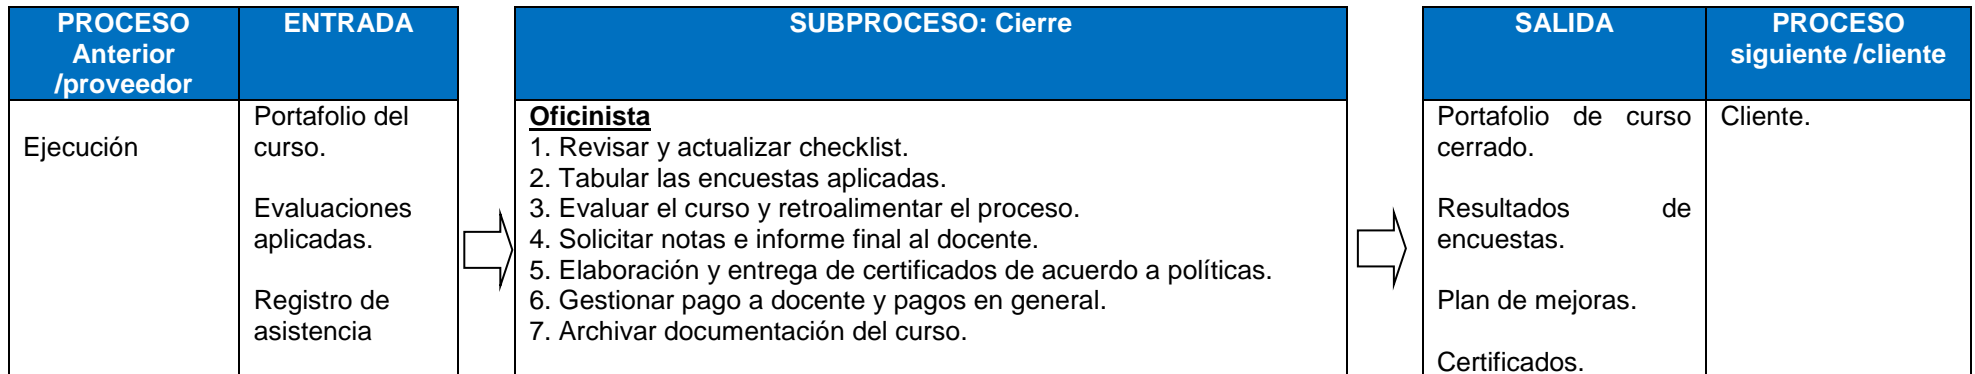 PROCESO
Anterior
/proveedor
ENTRADA
SUBPROCESO: Cierre
SALIDA
PROCESO
siguiente /cliente
Ejecución
Portafolio del
curso.
Evaluaciones
aplicadas.
Registro de
asistencia
Oficinista
1. Revisar y actualizar checklist.
2. Tabular las encuestas aplicadas.
3. Evaluar el curso y retroalimentar el proceso.
4. Solicitar notas e informe final al docente.
5. Elaboración y entrega de certificados de acuerdo a políticas.
6. Gestionar pago a docente y pagos en general.
7. Archivar documentación del curso.
Portafolio de curso
cerrado.
Resultados de
encuestas.
Plan de mejoras.
Certificados.
Cliente.